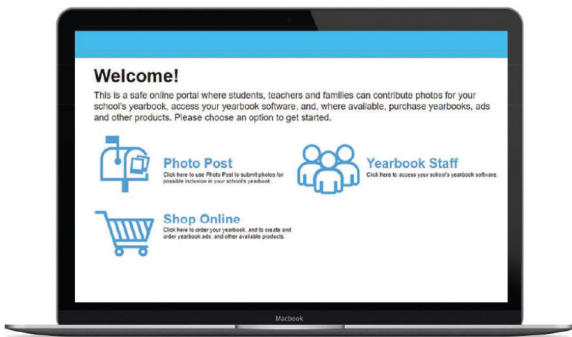 Welcome!
This is a safe online portal where students, teachers and families can contribute photos for your
school's yearbook, access your yearbook software, and, where available, purchase yearbooks, ads
and other products. Please choose an option to get started.
Photo Post
Click here to use Photo Post to submit photos for
possible inclusion in your school's yearbook.
Yearbook Staff
Click here to access your school's yearbook software.
Shop Online
Click here to order your yearbook, and to create and
order yearbook ads, and other available products.
Macbook